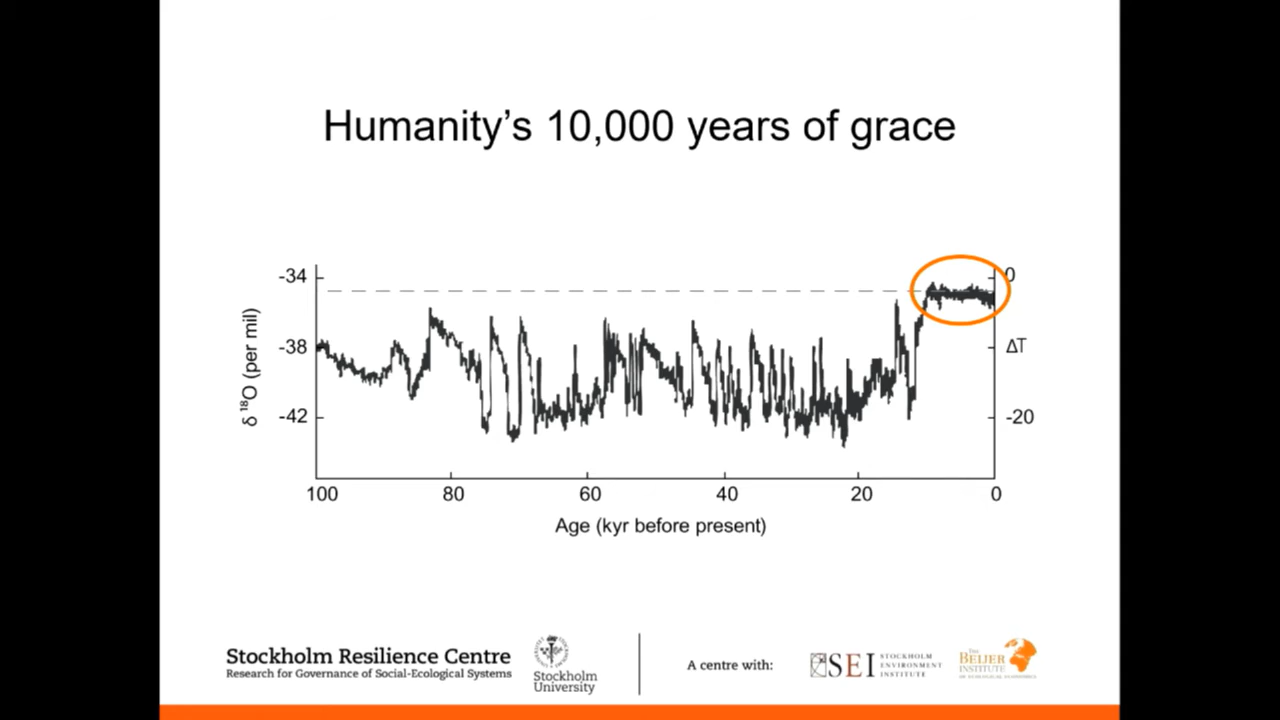 Humanity's 10,000 years of grace
-34
-38
-42
δ ¹⁸O (per mil)
0
ΔT
-20
100 80 60 40 20 0
Age (kyr before present)
Stockholm Resilience Centre
Research for Governance of Social-Ecological Systems
Stockholm
University
A centre with:
SEI
STOCKHOLM
ENVIRONMENT
INSTITUTE
THE
BEIJER
INSTITUTE